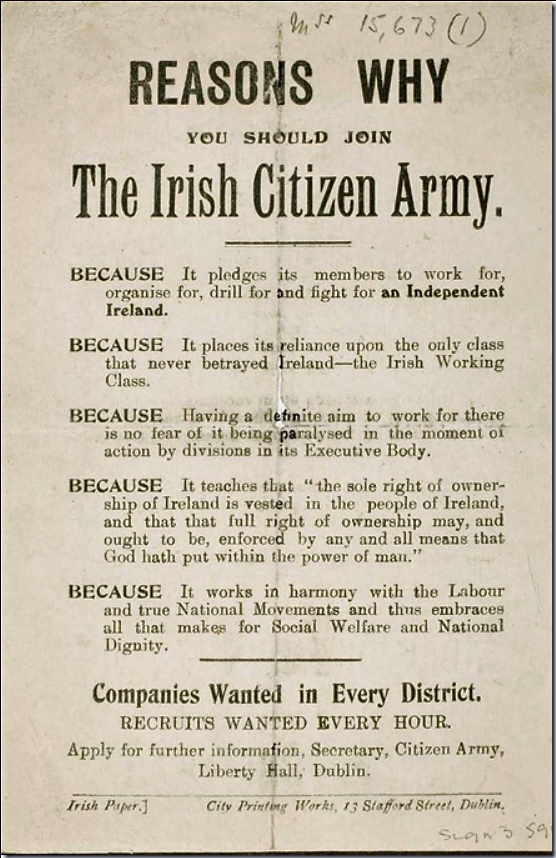 Mss 15,673 (1)
REASONS WHY
YOU SHOULD JOIN
The Irish Citizen Army.
BECAUSE It pledges its members to work for,
organise for, drill for and fight for an Independent
Ireland.
BECAUSE It places its reliance upon the only class
that never betrayed Ireland—the Irish Working
Class.
BECAUSE Having a definite aim to work for there
is no fear of it being paralysed in the moment of
action by divisions in its Executive Body.
BECAUSE It teaches that "the sole right of owner-
ship of Ireland is vested in the people of Ireland,
and that that full right of ownership may, and
ought to be, enforced by any and all means that
God hath put within the power of man."
BECAUSE It works in harmony with the Labour
and true National Movements and thus embraces
all that makes for Social Welfare and National
Dignity.
Companies Wanted in Every District.
RECRUITS WANTED EVERY HOUR.
Apply for further information, Secretary, Citizen Army,
Liberty Hall, Dublin.
Irish Paper.] City Printing Works, 13 Stafford Street, Dublin.